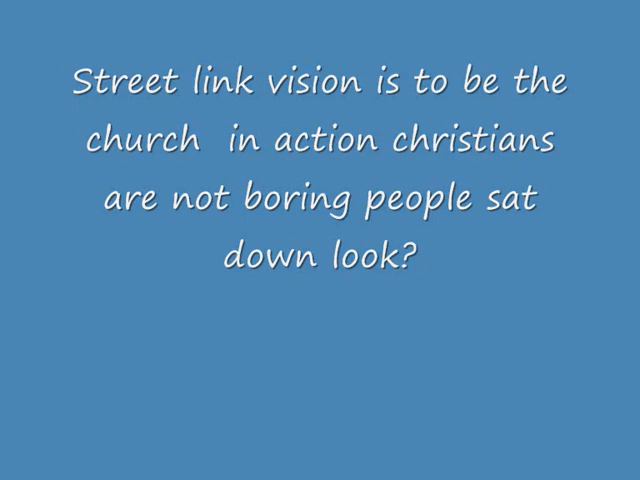 Street link vision is to be the
church in action christians
are not boring people sat
down look?